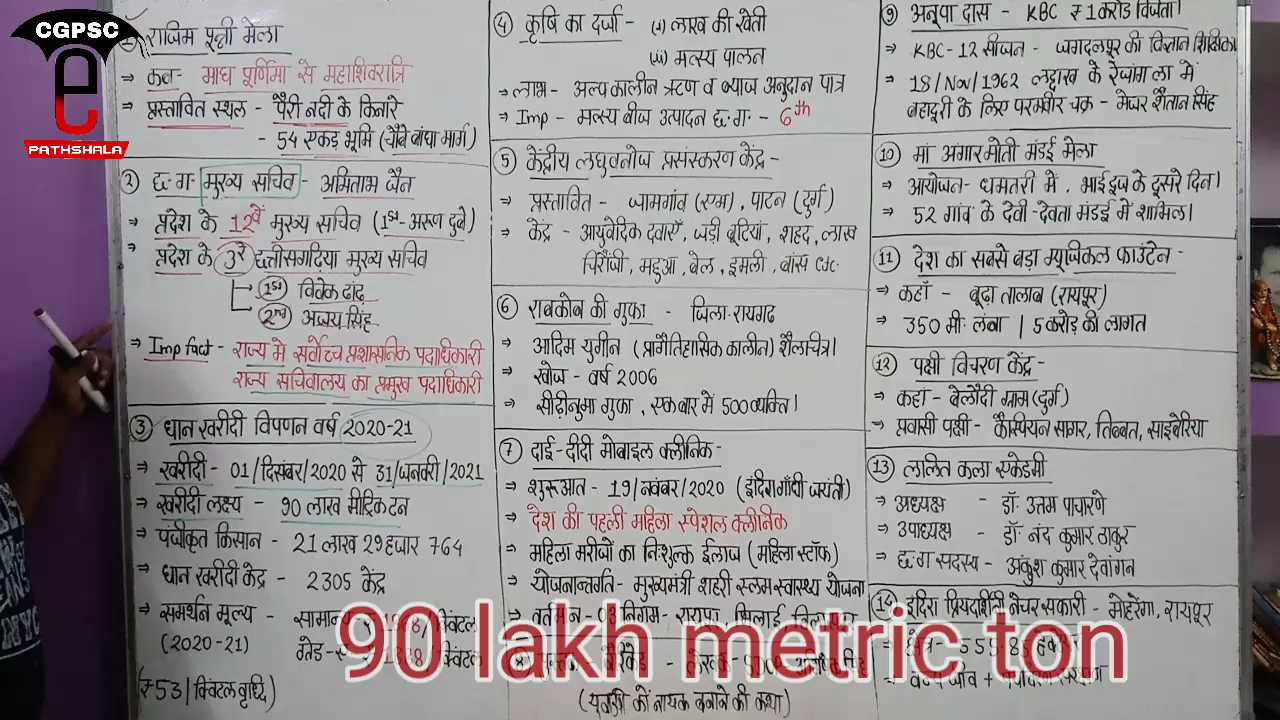 CGPSC
e
PATHSHALA
राजिम पुन्नी मेला
→ कब - माघ पूर्णिमा से महाशिवरात्रि
→ प्रस्तावित स्थल - पैरी नदी के किनारे
- 54 एकड़ भूमि (चौबे बांधा मार्ग)
② छ.ग. मुख्य सचिव - अमिताभ जैन
→ प्रदेश के 12वें मुख्य सचिव (1st - अरुण दुबे)
→ प्रदेश के 3रे छत्तीसगढ़िया मुख्य सचिव
1st विवेक ढांढ़
2nd अजय सिंह
→ Imp fact - राज्य में सर्वोच्च प्रशासनिक पदाधिकारी
राज्य सचिवालय का प्रमुख पदाधिकारी
③ धान खरीदी विपणन वर्ष 2020-21
→ खरीदी - 01/दिसंबर/2020 से 31/जनवरी/2021
→ खरीदी लक्ष्य - 90 लाख मीट्रिक टन
→ पंजीकृत किसान - 21 लाख 29 हजार 764
→ धान खरीदी केंद्र - 2305 केंद्र
→ समर्थन मूल्य - सामान्य
(2020-21) ग्रेड-ए
(₹53/क्विंटल वृद्धि)
④ कृषि का दर्जा - (i) लाख की खेती
(ii) मत्स्य पालन
→ लाभ - अल्पकालीन ऋण व ब्याज अनुदान पात्र
→ Imp - मत्स्य बीज उत्पादन छ.ग. - 6th
⑤ केंद्रीय लघुवनोज प्रसंस्करण केंद्र -
→ प्रस्तावित - जामगांव (एम), पाटन (दुर्ग)
→ केंद्र - आयुर्वेदिक दवाएँ, जड़ी बूटियां, शहद, लाख
चिरौंजी, महुआ, बेल, इमली, बांस etc.
⑥ राबकोब की गुफा - जिला - रायगढ़
→ आदिम युगीन (प्रागैतिहासिक कालीन) शैलचित्र।
→ खोज - वर्ष 2006
→ सीढ़ीनुमा गुफा, एक बार में 500 व्यक्ति।
⑦ दाई-दीदी मोबाइल क्लीनिक -
→ शुरूआत - 19/नवंबर/2020 (इंदिरा गाँधी जयंती)
→ देश की पहली महिला स्पेशल क्लीनिक
→ महिला मरीजों का निःशुल्क ईलाज (महिला स्टॉफ)
→ योजनान्तर्गत - मुख्यमंत्री शहरी स्लम स्वास्थ्य योजना
→ वर्तमान - 03 निगम - रायपुर, भिलाई, बिलासपुर
(युवाओं को नायक बनाने की कथा)
⑨ अनूपा दास - KBC ₹ 1 करोड़ विजेता।
→ KBC-12 सीजन - जगदलपुर की विज्ञान शिक्षिका
→ 18/Nov/1962 लद्दाख के रेजांग ला में
बहादुरी के लिए परमवीर चक्र - मेजर शैतान सिंह
⑩ मां अंगारमोती मंडई मेला
→ आयोजन - धमतरी में, भाई दूज के दूसरे दिन।
→ 52 गांव के देवी-देवता मंडई में शामिल।
⑪ देश का सबसे बड़ा म्यूजिकल फाउंटेन -
→ कहाँ - बूढ़ा तालाब (रायपुर)
→ 350 मी. लंबा | 5 करोड़ की लागत
⑫ पक्षी विचरण केंद्र -
→ कहां - बेलौदी ग्राम (दुर्ग)
→ प्रवासी पक्षी - कैस्पियन सागर, तिब्बत, साइबेरिया
⑬ ललित कला एकेडमी
→ अध्यक्ष - डॉ. उत्तम पाचारणे
→ उपाध्यक्ष - डॉ. नंद कुमार ठाकुर
→ छ.ग सदस्य - अंकुश कुमार देवांगन
⑭ इंदिरा प्रियदर्शिनी नेचर सफारी - मोहरेंगा, रायपुर
90 lakh metric ton